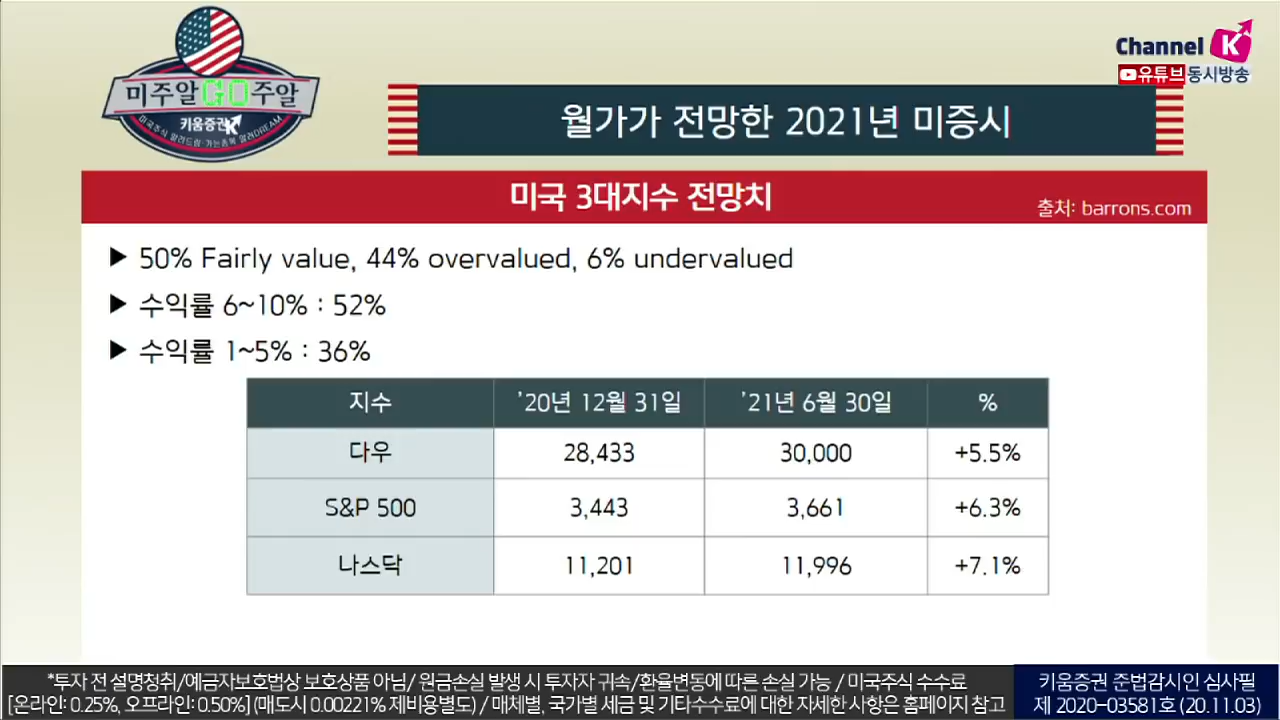 미주알GO주알
키움증권
Channel K
유튜브동시방송
월가가 전망한 2021년 미증시
미국 3대지수 전망치
출처: barrons.com
▶ 50% Fairly value, 44% overvalued, 6% undervalued
▶ 수익률 6~10% : 52%
▶ 수익률 1~5% : 36%
지수 '20년 12월 31일 '21년 6월 30일 %
다우 28,433 30,000 +5.5%
S&P 500 3,443 3,661 +6.3%
나스닥 11,201 11,996 +7.1%
*투자 전 설명청취/예금자보호법상 보호상품 아님/ 원금손실 발생 시 투자자 귀속/환율변동에 따른 손실 가능 / 미국주식 수수료
[온라인: 0.25%, 오프라인: 0.50%] (매도시 0.00221% 제비용별도) / 매체별, 국가별 세금 및 기타수수료에 대한 자세한 사항은 홈페이지 참고
키움증권 준법감시인 심사필
제 2020-03581호 (20.11.03)